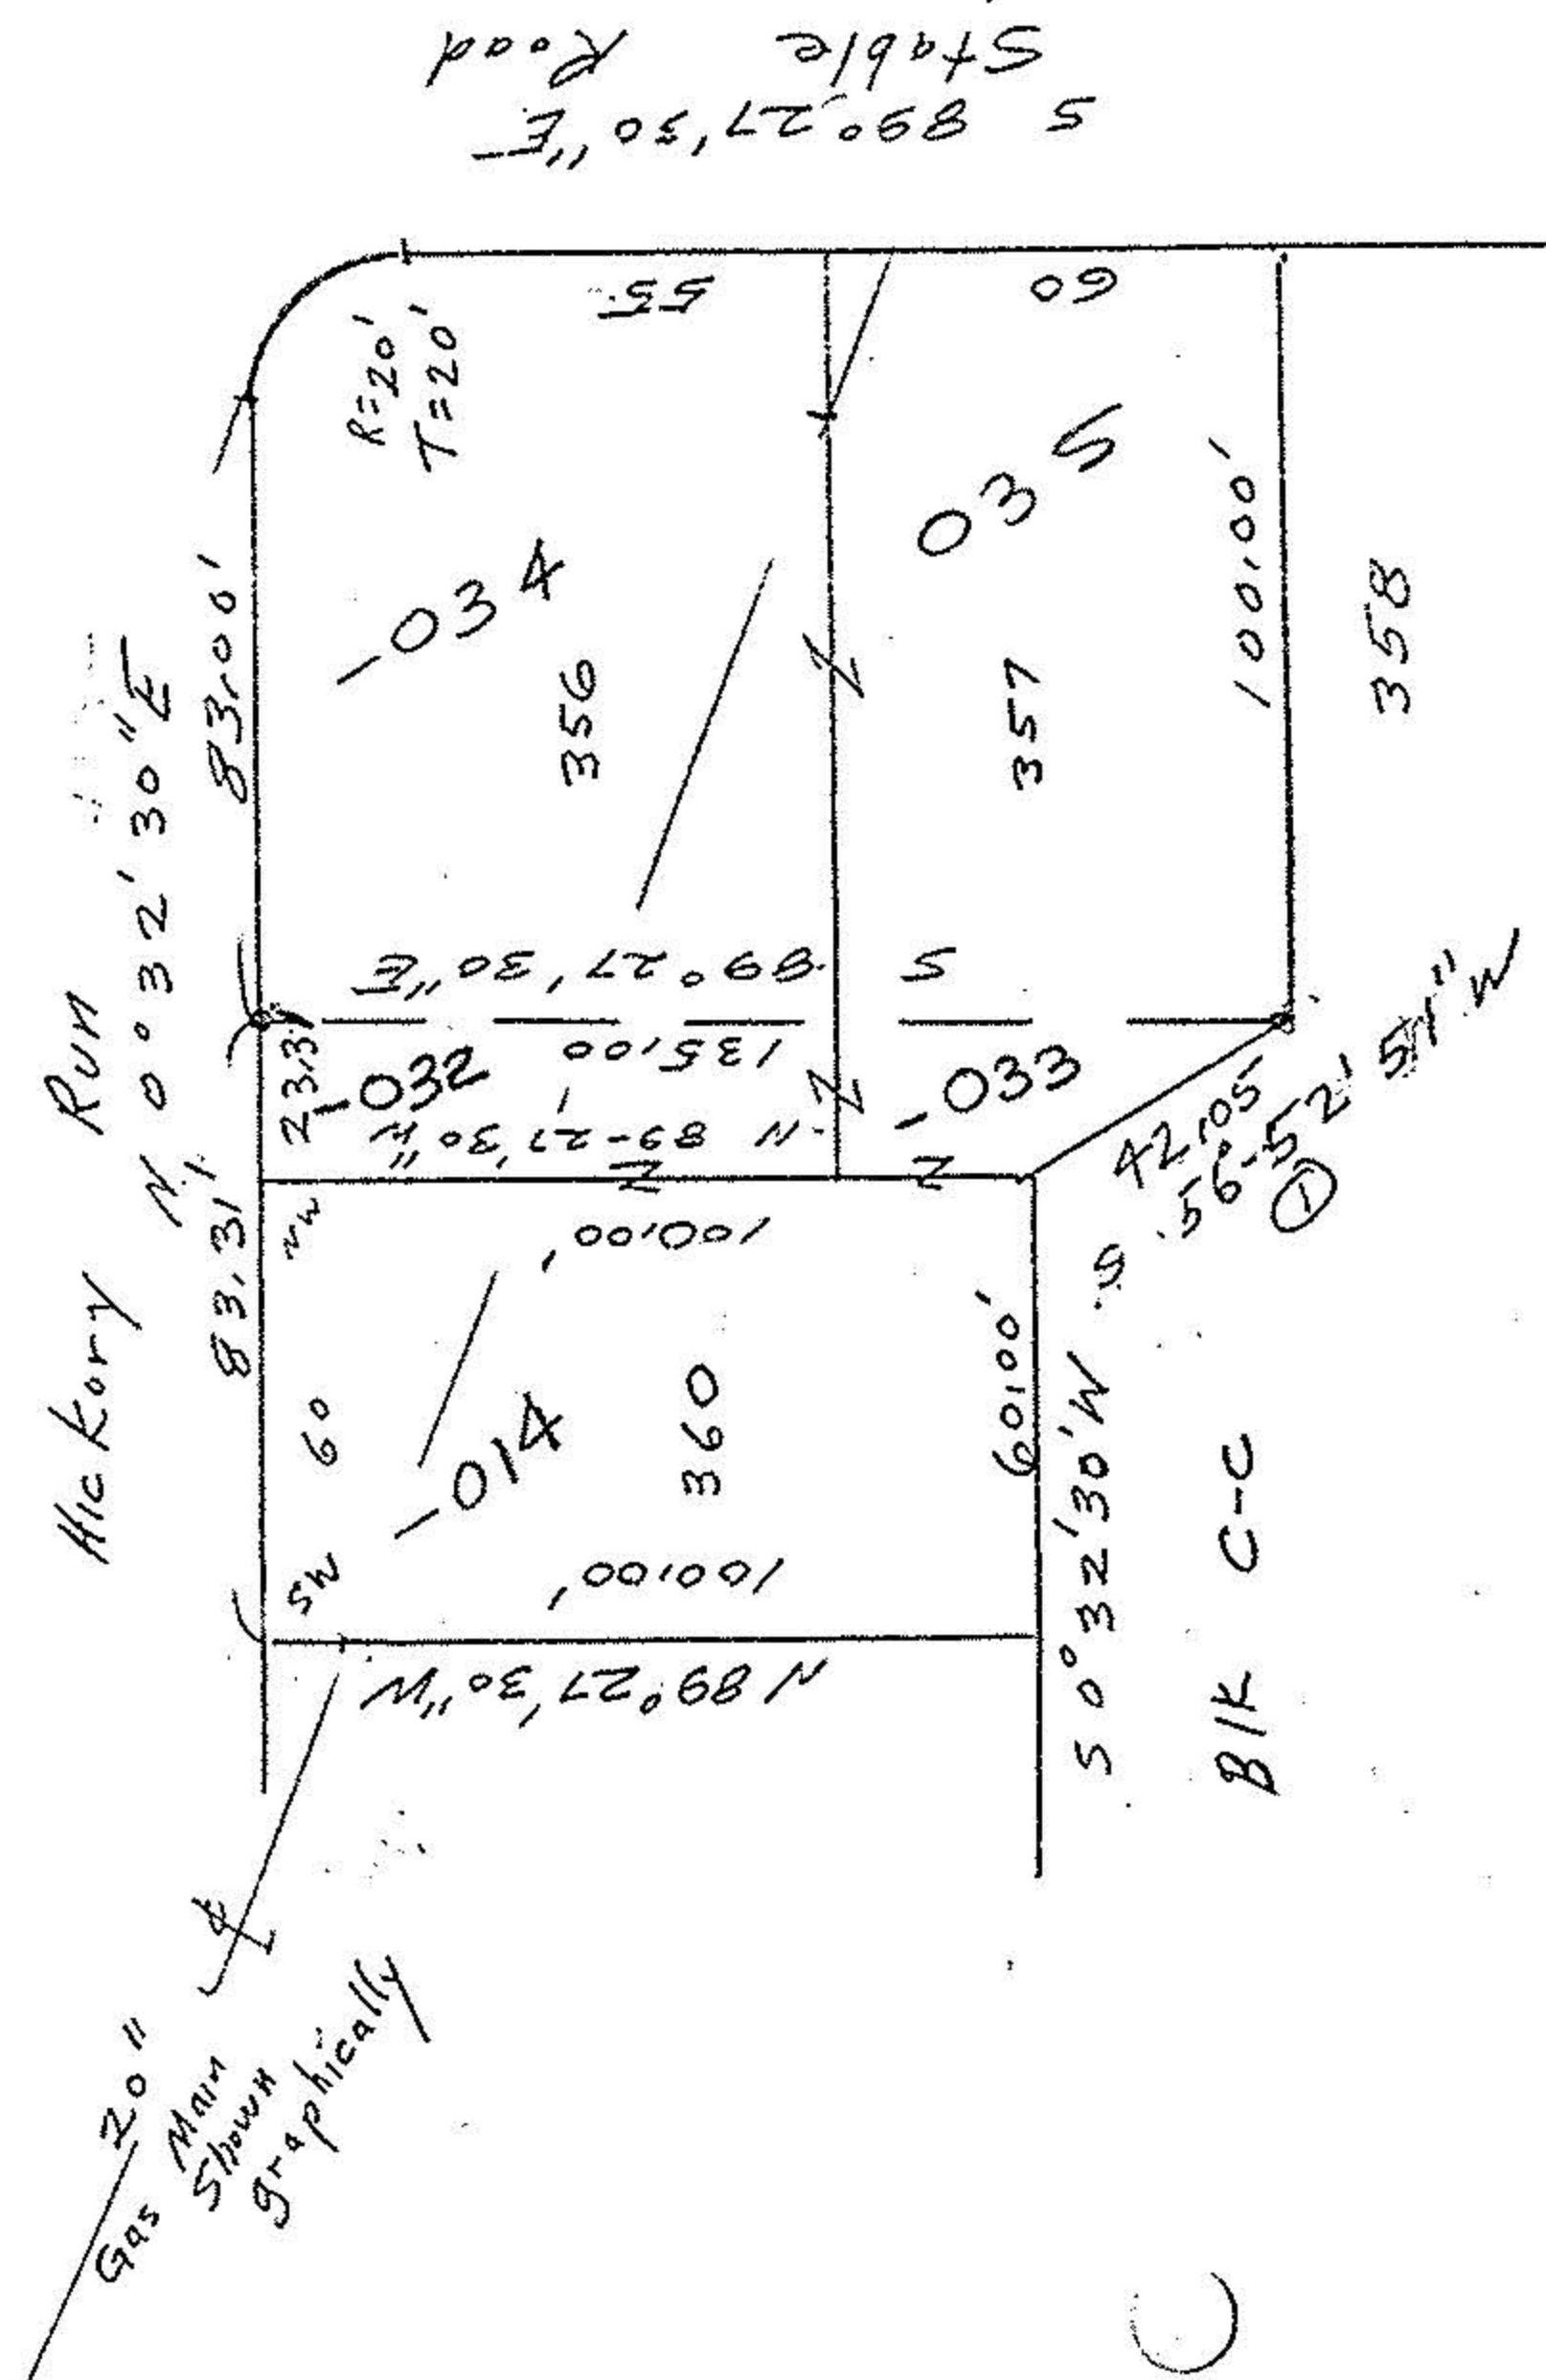 Stable Road
S 89°27'30"E
55
60
R=20'
T=20'
83.00'
-034
035
356
357
100.00'
358
Hickory Run
N 0°32'30"E
S 89°27'30"E
135.00'
23.31
-032
-033
N 89-27'30"W
42.05
S 56-52'51"W
①
83.31'
NW
100.00'
60
-014
360
60.00'
SW
100.00'
S 0°32'30'W
N 89°27'30"W
Blk C-C
20"
Gas Main
Shown
graphically